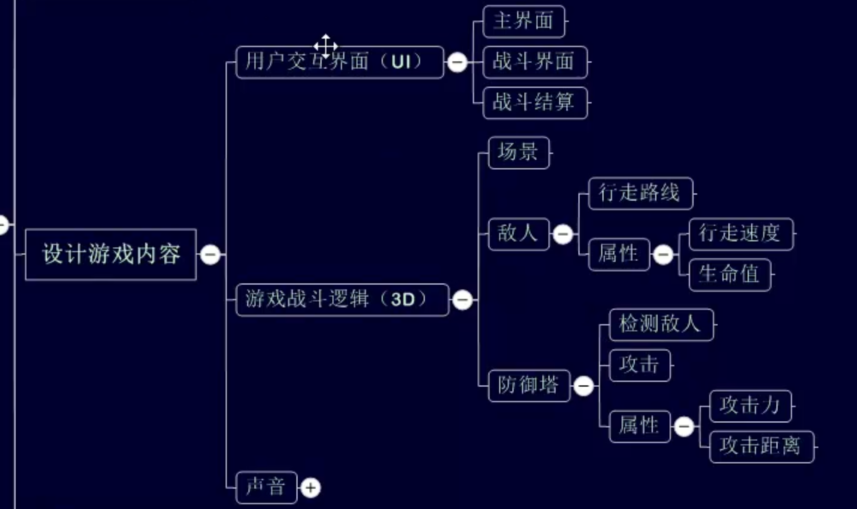 主界面
用户交互界面（UI）
战斗界面
战斗结算
场景
行走路线
敌人
行走速度
属性
设计游戏内容
生命值
游戏战斗逻辑（3D）
检测敌人
攻击
防御塔
攻击力
属性
攻击距离
声音